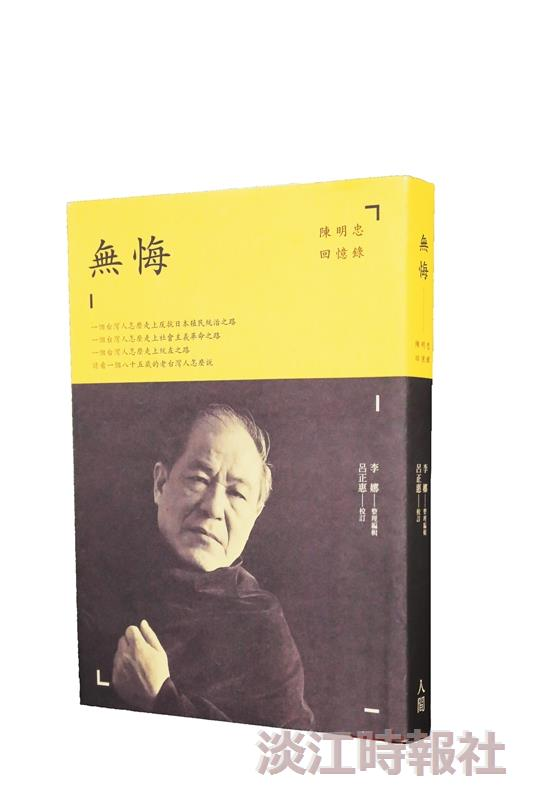 無悔
陳明忠
回憶錄
一個台灣人怎麼走上反抗日本殖民統治之路
一個台灣人怎麼走上社會主義革命之路
一個台灣人怎麼走上統左之路
請看一個八十五歲的老台灣人怎麼說
李娜——整理編輯
呂正惠——校訂
無悔
陳明忠
回憶錄
李娜——整理編輯
呂正惠——校訂
人間
淡江時報社